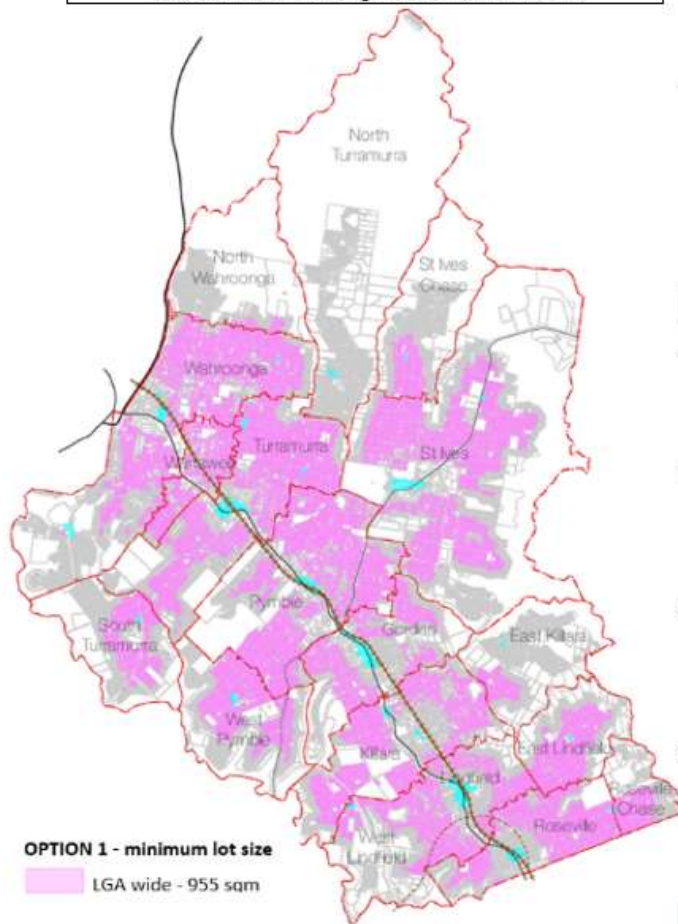 North
Turramurra
North
Wahroonga
St Ives
Chase
Wahroonga
Turramurra
St Ives
Warrawee
Pymble
Gordon
East Killara
South
Turramurra
West
Pymble
Killara
East Lindfield
Lindfield
Roseville
Chase
Roseville
West
Lindfield
OPTION 1 - minimum lot size
LGA wide - 955 sqm